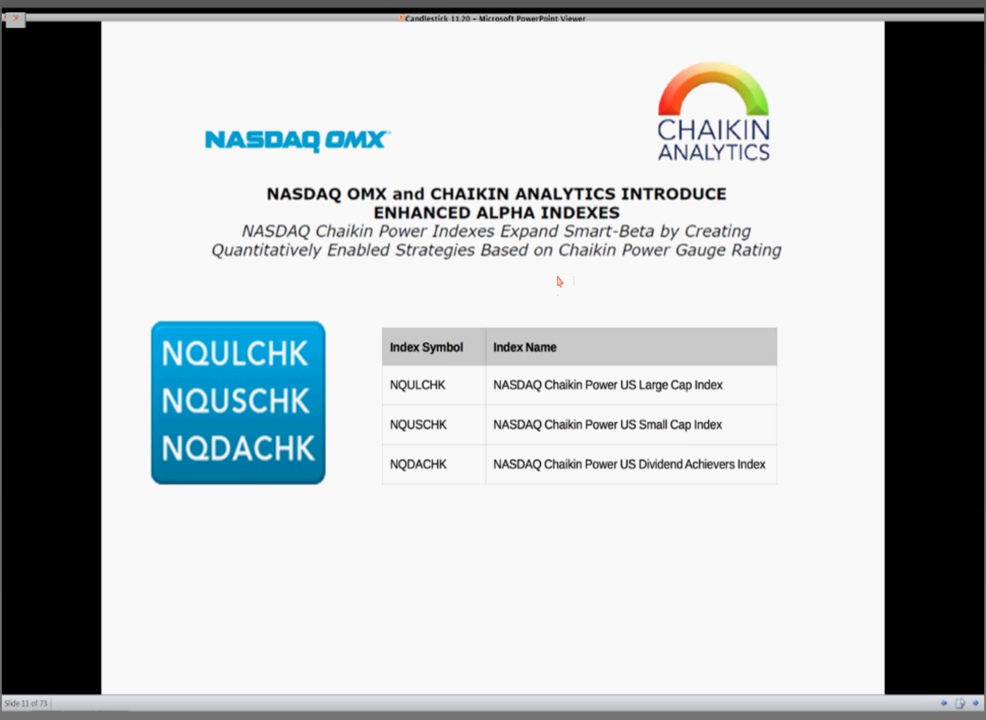 Candlestick 11.20 - Microsoft PowerPoint Viewer
NASDAQ OMX
CHAIKIN
ANALYTICS
NASDAQ OMX and CHAIKIN ANALYTICS INTRODUCE
ENHANCED ALPHA INDEXES
NASDAQ Chaikin Power Indexes Expand Smart-Beta by Creating
Quantitatively Enabled Strategies Based on Chaikin Power Gauge Rating
NQULCHK
NQUSCHK
NQDACHK
Index Symbol Index Name
NQULCHK NASDAQ Chaikin Power US Large Cap Index
NQUSCHK NASDAQ Chaikin Power US Small Cap Index
NQDACHK NASDAQ Chaikin Power US Dividend Achievers Index
Slide 11 of 73